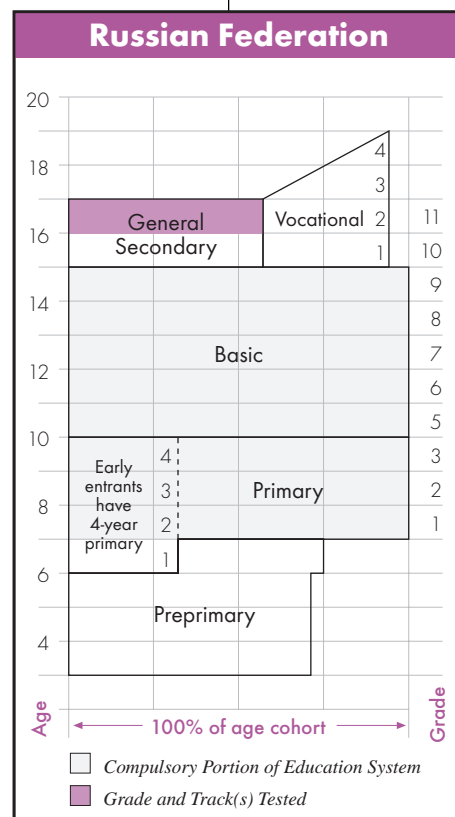 Russian Federation
20
18
4
3
General
Vocational
2
11
16
Secondary
1
10
9
14
8
Basic
7
12
6
5
10
Early
entrants
have
4-year
primary
4
3
2
1
Primary
3
2
1
8
6
Preprimary
4
Age
100% of age cohort
Grade
Compulsory Portion of Education System
Grade and Track(s) Tested